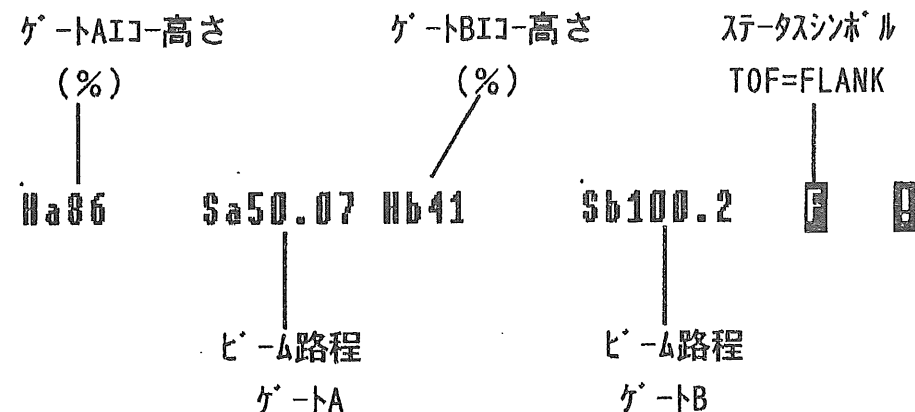 ｹﾞｰﾄAｴｺｰ高さ ｹﾞｰﾄBｴｺｰ高さ ｽﾃｰﾀｽｼﾝﾎﾞﾙ
(%) (%) TOF=FLANK
Ha86 Sa50.07 Hb41 Sb100.2 F !
ﾋﾞｰﾑ路程 ﾋﾞｰﾑ路程
ｹﾞｰﾄA ｹﾞｰﾄB